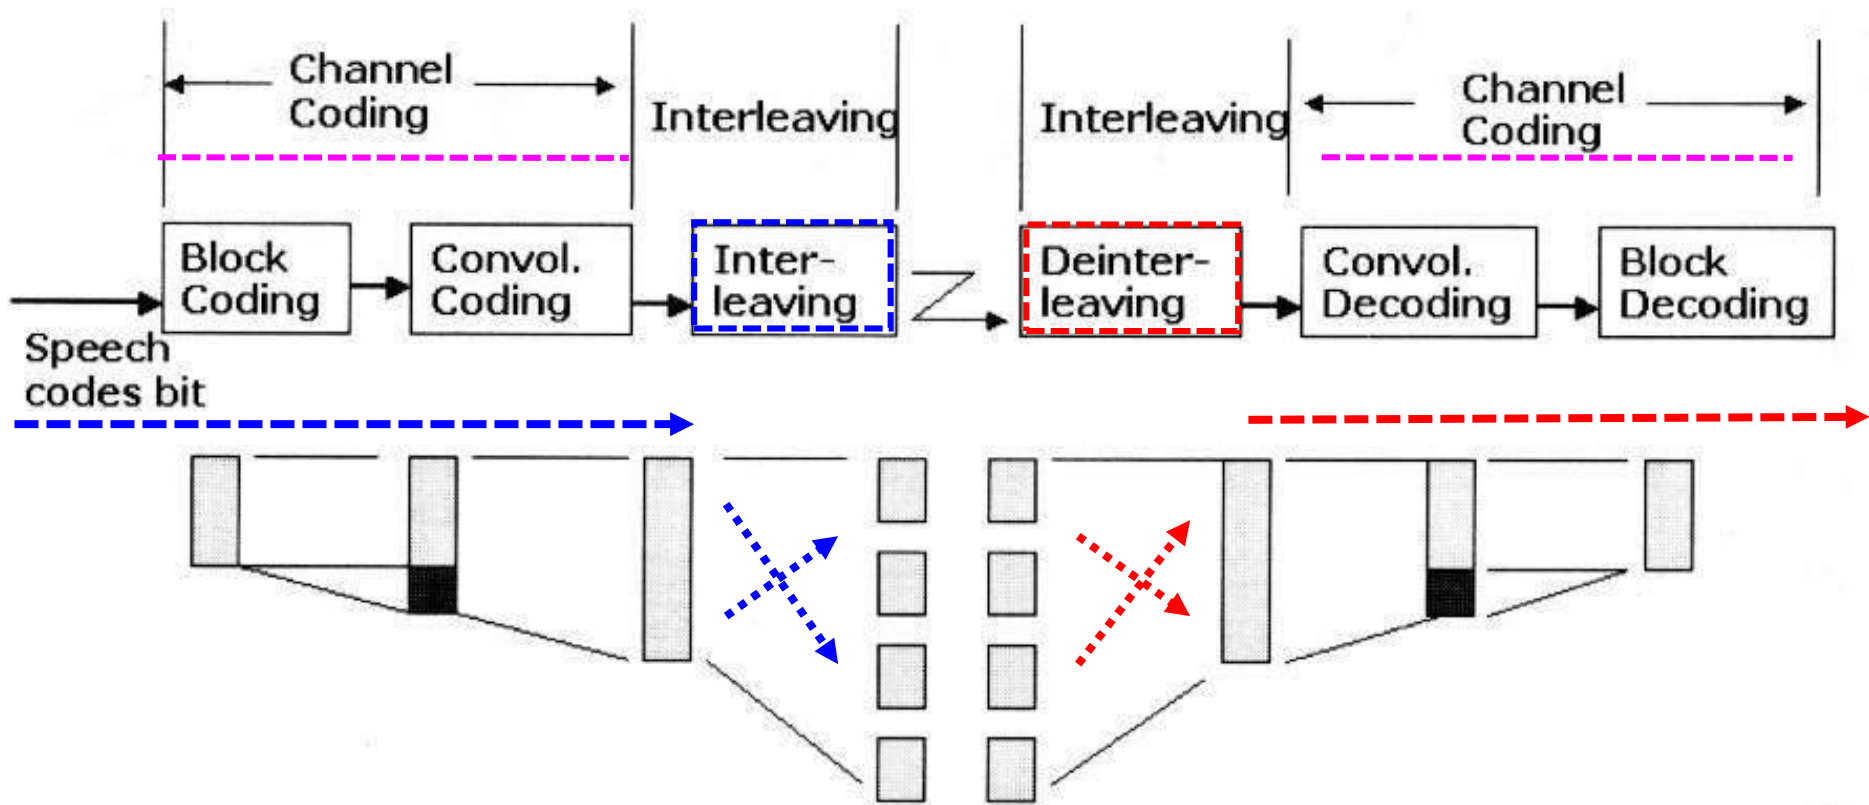 Channel
Coding
Interleaving
Interleaving
Channel
Coding
Block
Coding
Convol.
Coding
Inter-
leaving
Deinter-
leaving
Convol.
Decoding
Block
Decoding
Speech
codes bit